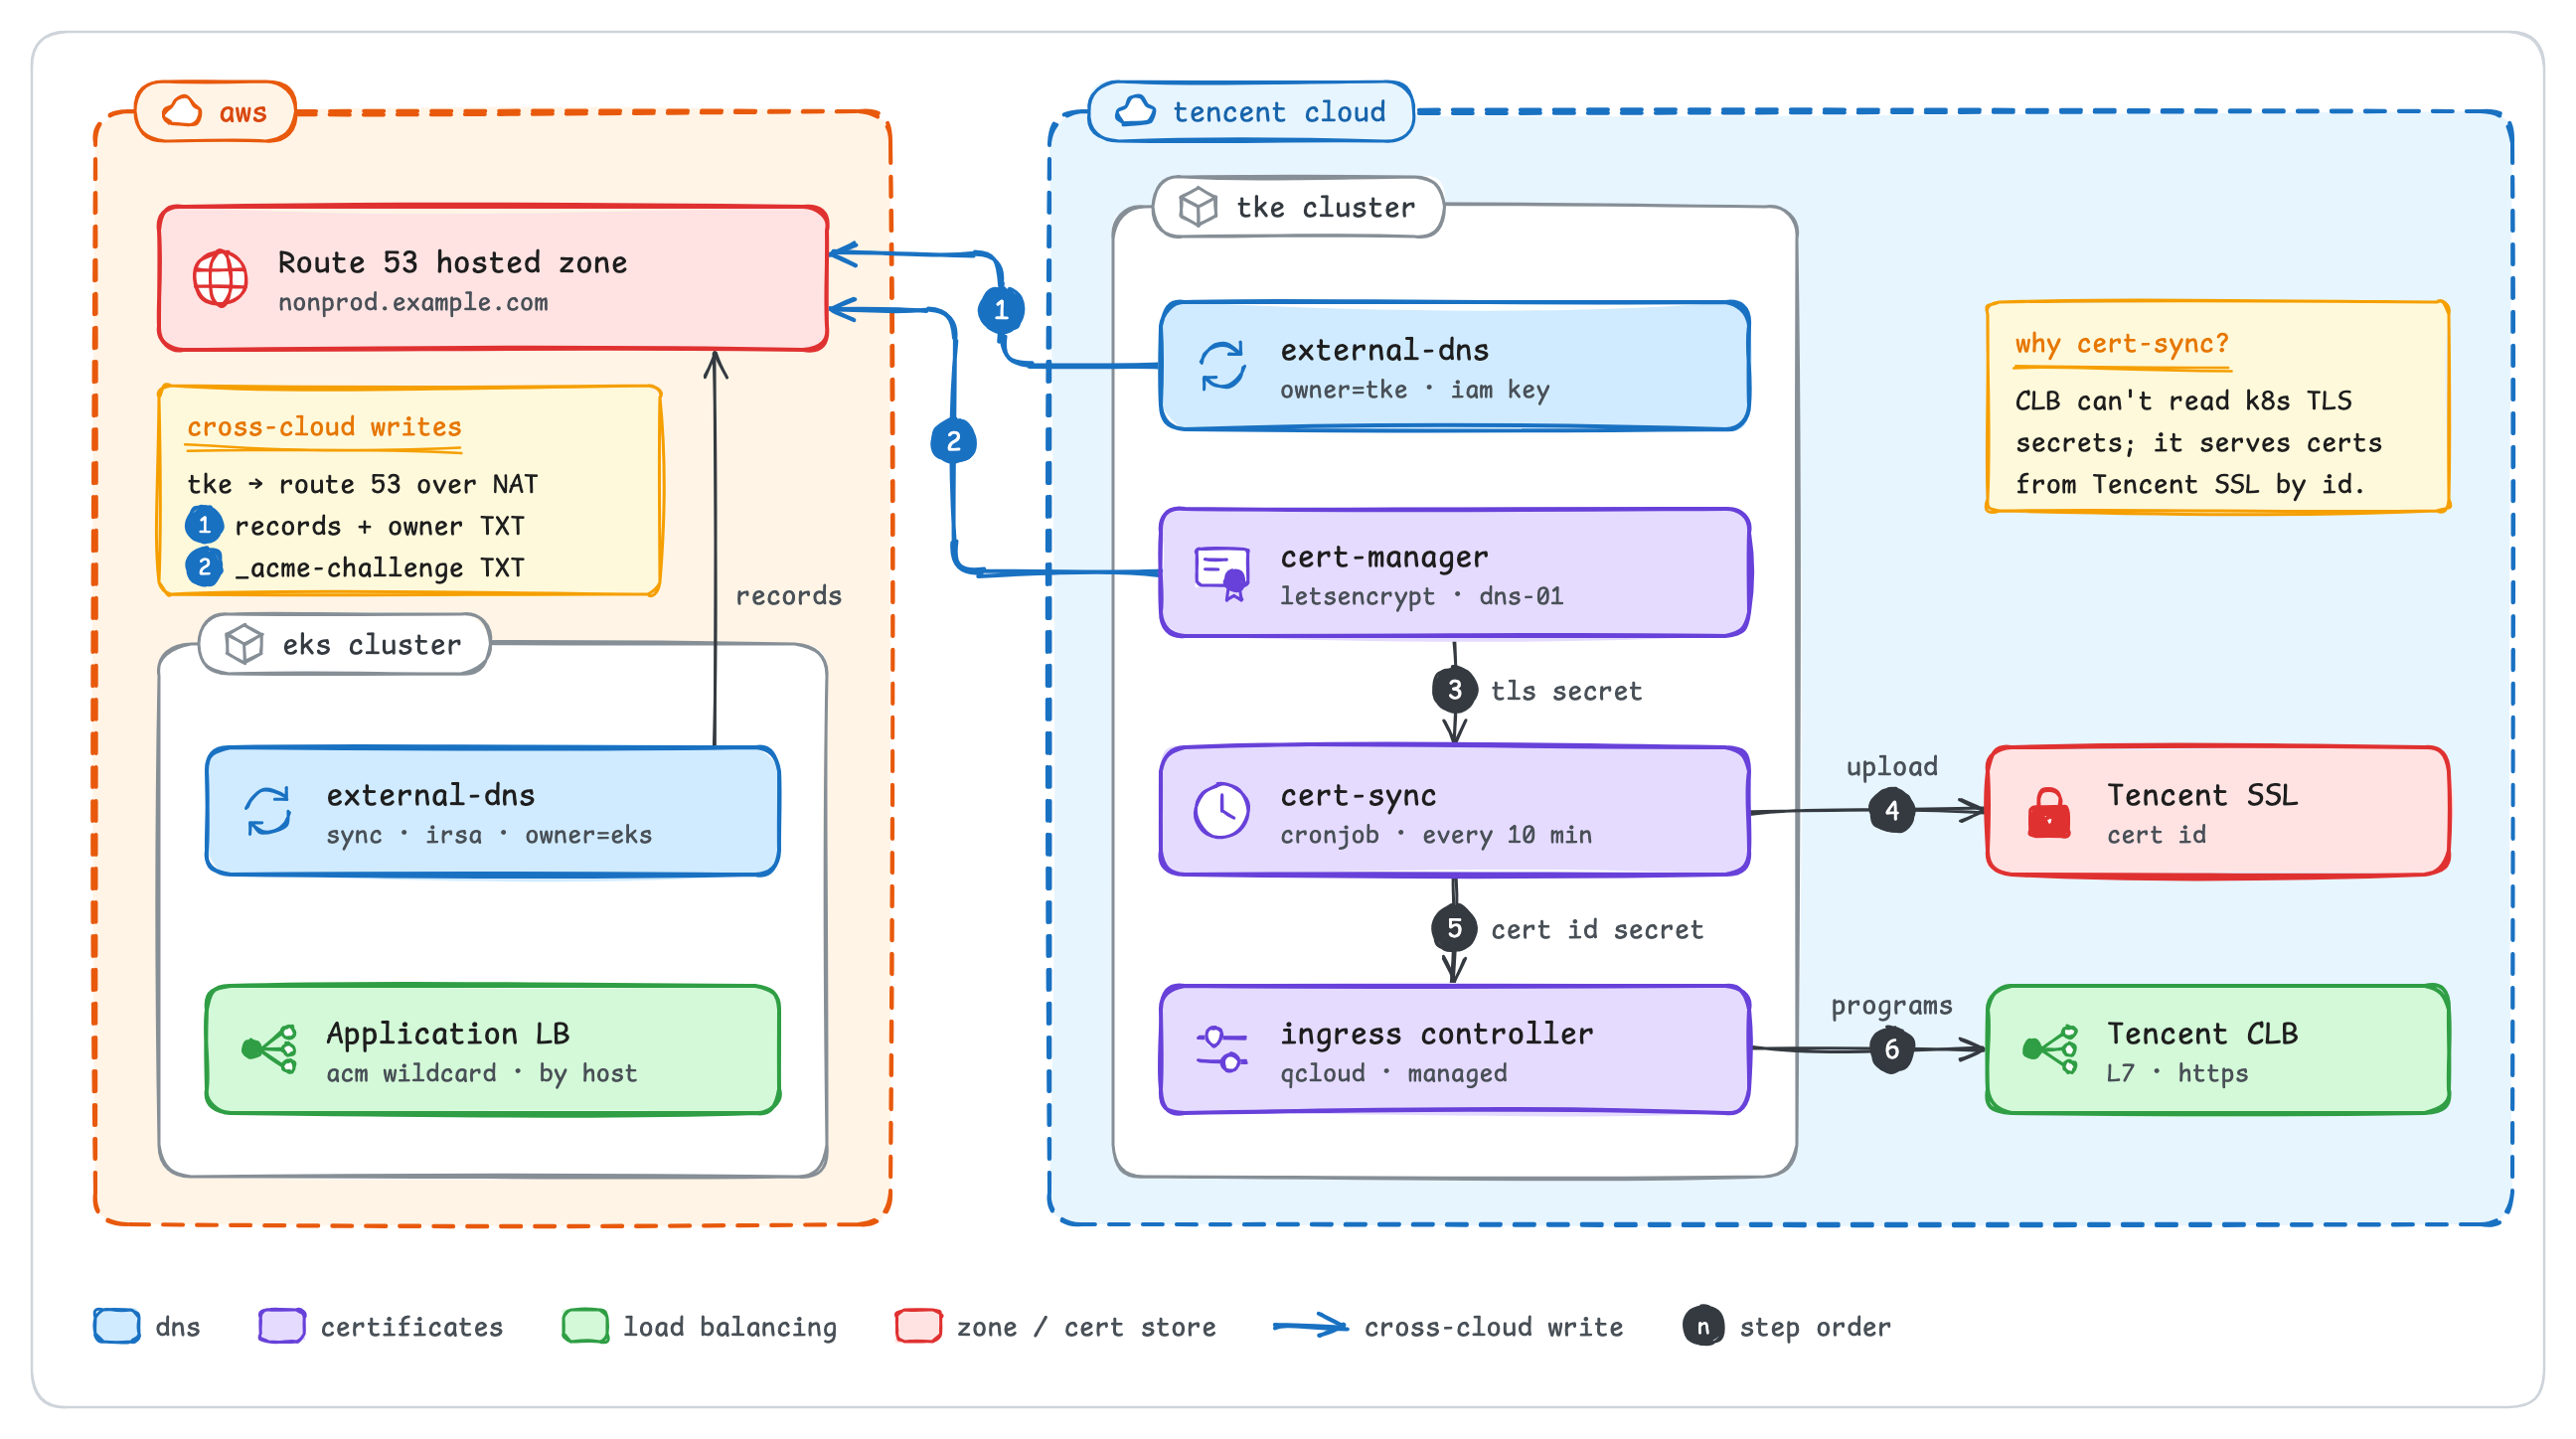 aws
Route 53 hosted zone
nonprod.example.com
cross-cloud writes
tke → route 53 over NAT
1 records + owner TXT
2 _acme-challenge TXT
records
eks cluster
external-dns
sync · irsa · owner=eks
Application LB
acm wildcard · by host
1
2
tencent cloud
tke cluster
external-dns
owner=tke · iam key
cert-manager
letsencrypt · dns-01
3 tls secret
cert-sync
cronjob · every 10 min
5 cert id secret
ingress controller
qcloud · managed
why cert-sync?
CLB can't read k8s TLS
secrets; it serves certs
from Tencent SSL by id.
upload
4
Tencent SSL
cert id
programs
6
Tencent CLB
L7 · https
dns
certificates
load balancing
zone / cert store
cross-cloud write
n step order